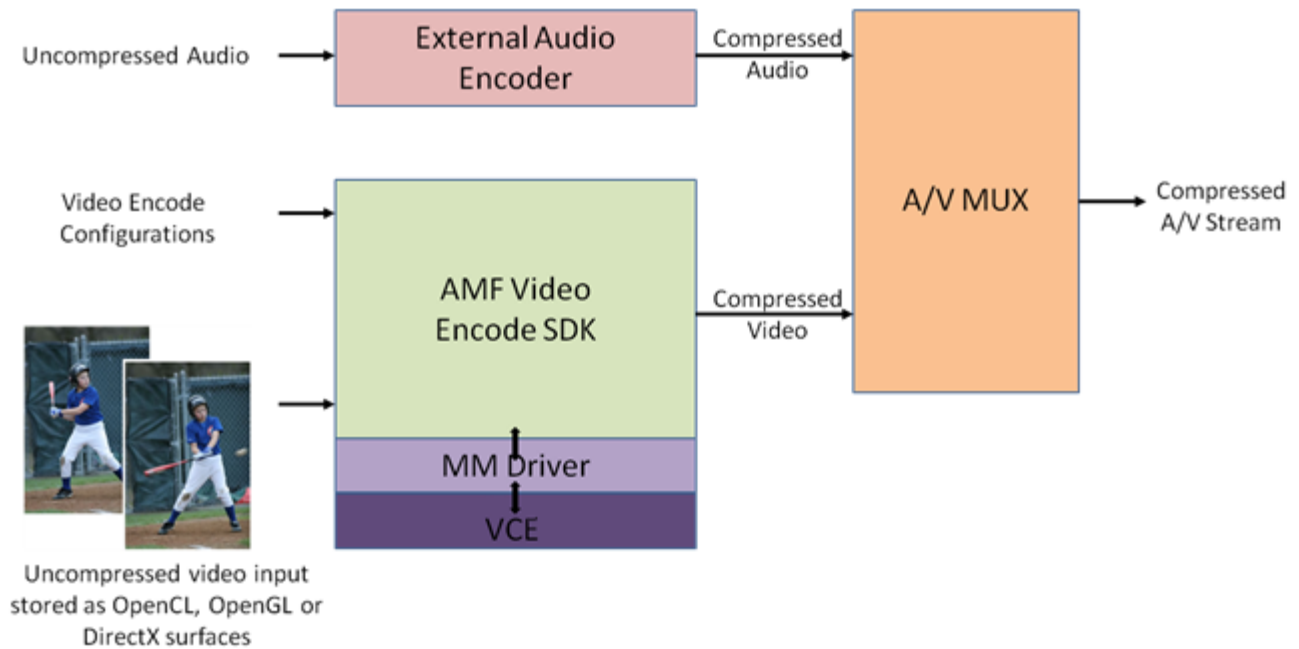 Uncompressed Audio
External Audio
Encoder
Compressed
Audio
Video Encode
Configurations
AMF Video
Encode SDK
Compressed
Video
A/V MUX
Compressed
A/V Stream
MM Driver
VCE
Uncompressed video input
stored as OpenCL, OpenGL or
DirectX surfaces